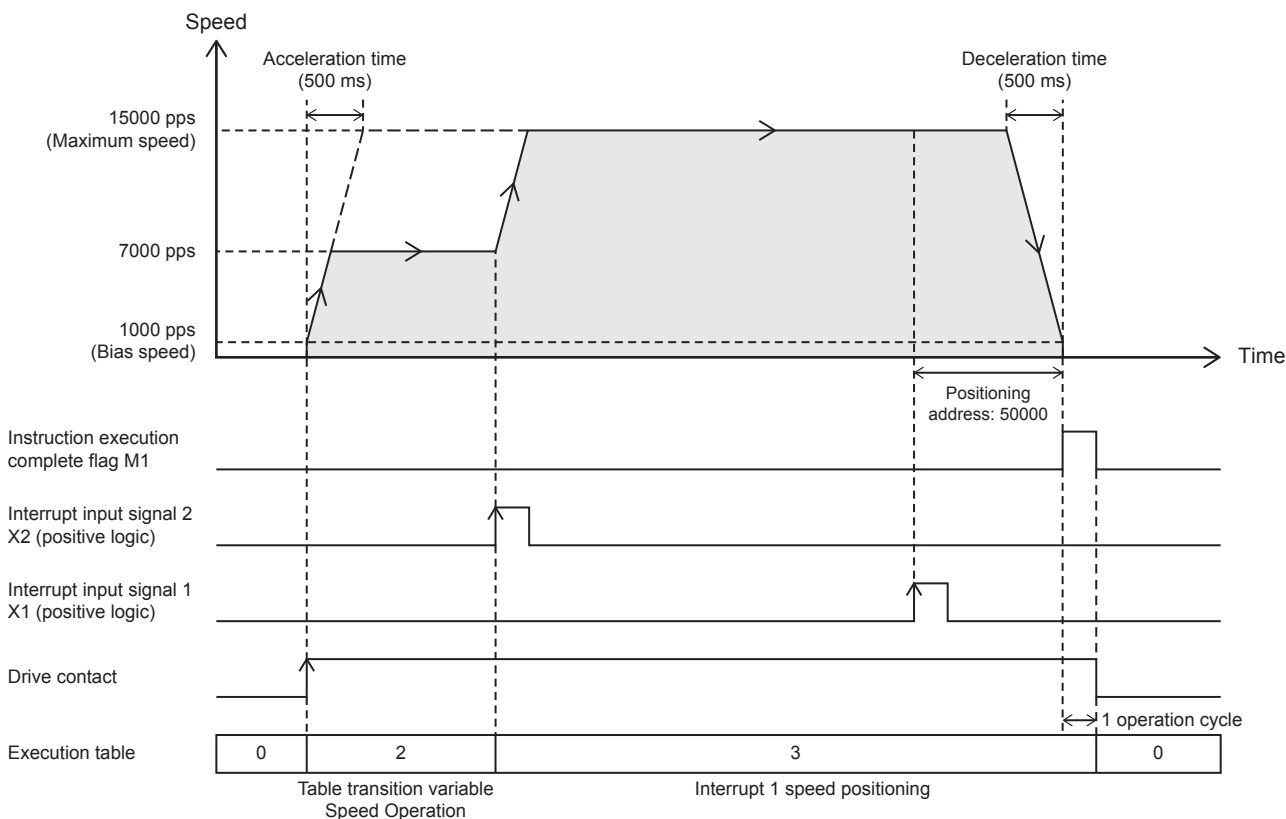 Speed
Acceleration time
(500 ms)
Deceleration time
(500 ms)
15000 pps
(Maximum speed)
7000 pps
1000 pps
(Bias speed)
Time
Positioning
address: 50000
Instruction execution
complete flag M1
Interrupt input signal 2
X2 (positive logic)
Interrupt input signal 1
X1 (positive logic)
Drive contact
1 operation cycle
Execution table
0
2
3
0
Table transition variable
Speed Operation
Interrupt 1 speed positioning